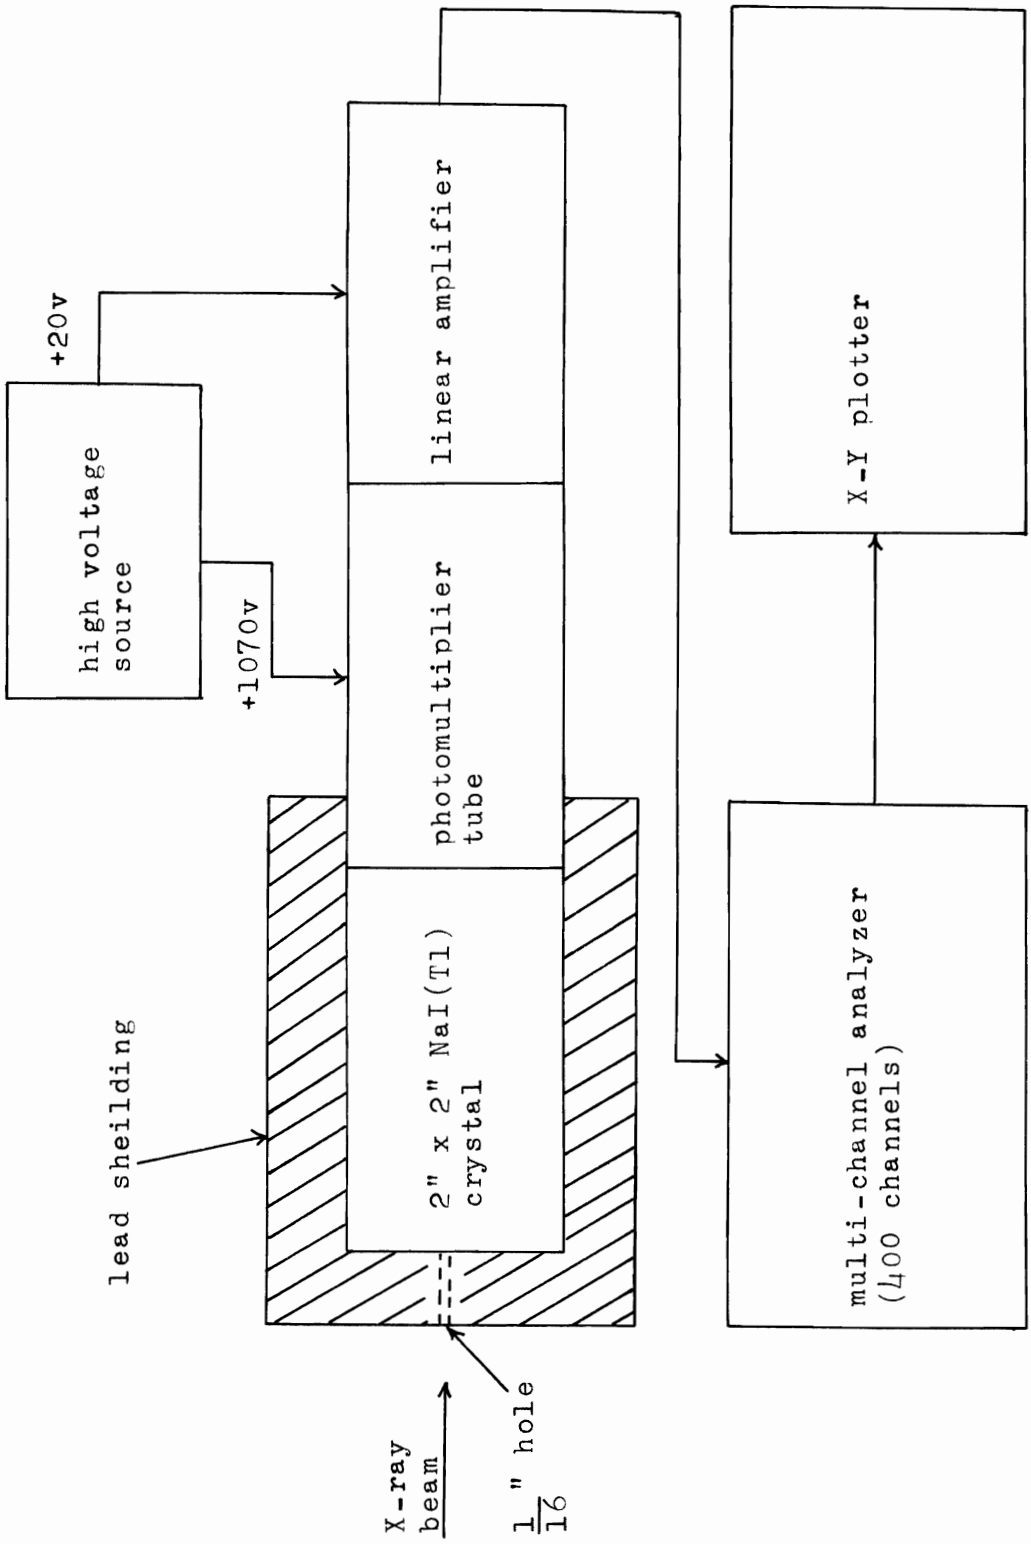 high voltage
source
+20v
+1070v
lead sheilding
X-ray
beam
1/16" hole
2" x 2" NaI(Tl)
crystal
photomultiplier
tube
linear amplifier
multi-channel analyzer
(400 channels)
X-Y plotter